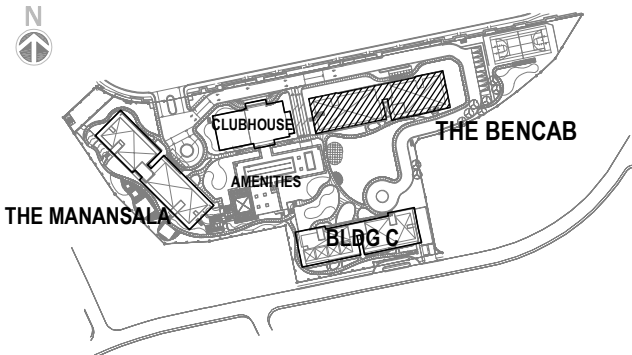 N
CLUBHOUSE
THE BENCAB
AMENITIES
THE MANANSALA
BLDG C